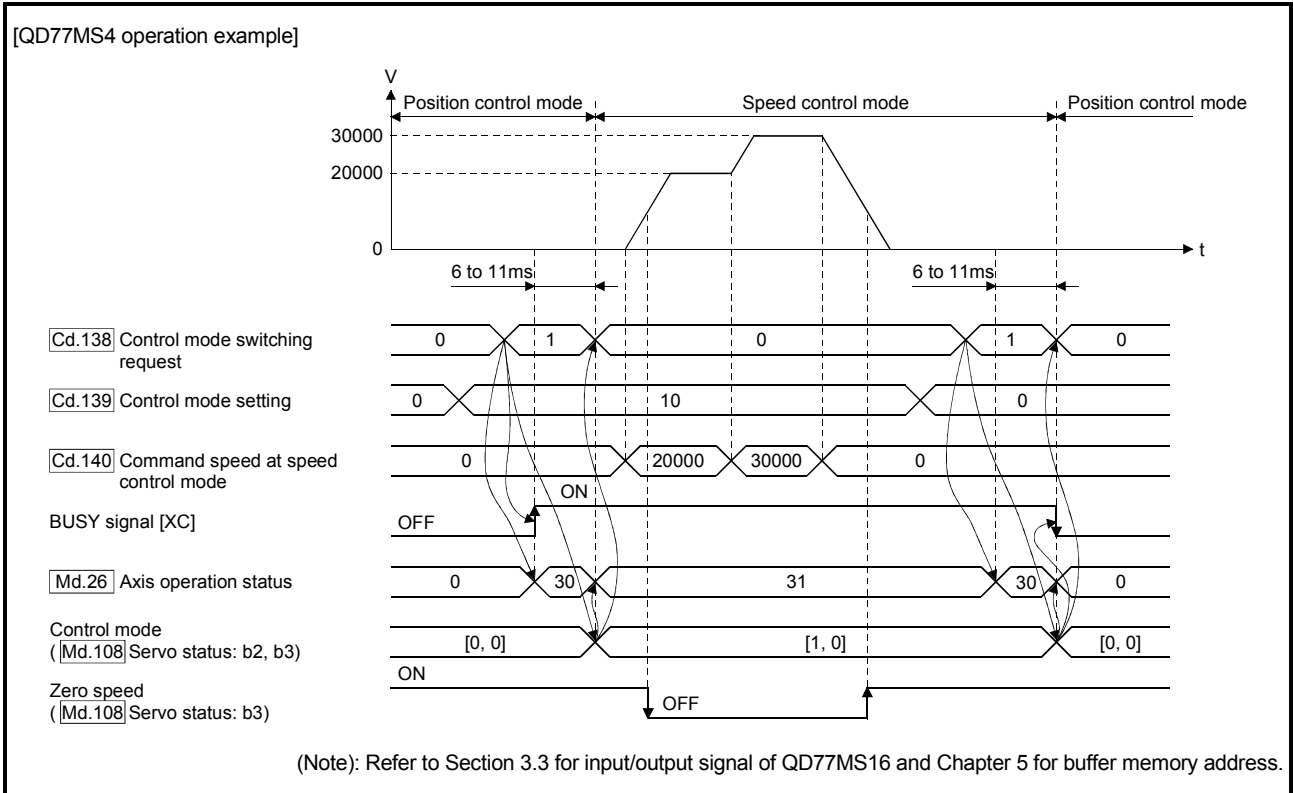 [QD77MS4 operation example]
V
Position control mode Speed control mode Position control mode
30000
20000
0
t
6 to 11ms 6 to 11ms
Cd.138 Control mode switching request 0 1 0 1 0
Cd.139 Control mode setting 0 10 0
Cd.140 Command speed at speed control mode 0 20000 30000 0
ON
BUSY signal [XC] OFF
Md.26 Axis operation status 0 30 31 30 0
Control mode
( Md.108 Servo status: b2, b3) [0, 0] [1, 0] [0, 0]
ON
Zero speed
( Md.108 Servo status: b3) OFF
(Note): Refer to Section 3.3 for input/output signal of QD77MS16 and Chapter 5 for buffer memory address.